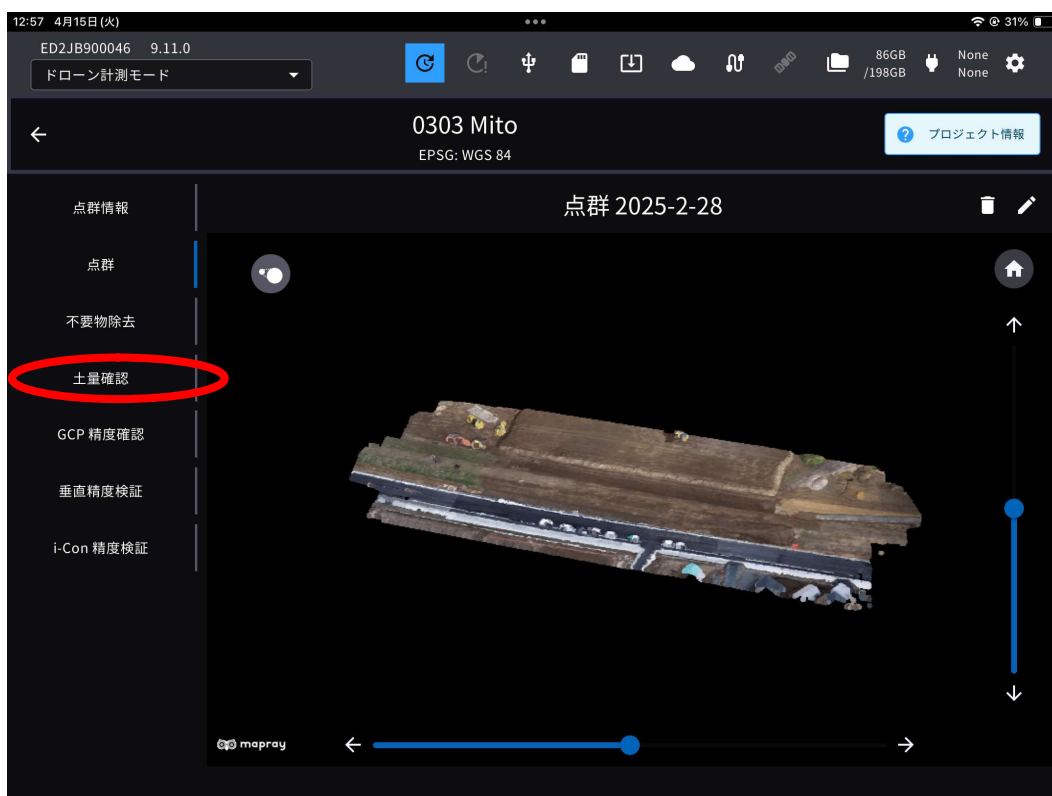 12:57 4月15日(火)
31%
ED2JB900046 9.11.0
ドローン計測モード
86GB
/198GB
None
None
0303 Mito
EPSG: WGS 84
プロジェクト情報
点群情報
点群
不要物除去
土量確認
GCP 精度確認
垂直精度検証
i-Con 精度検証
点群 2025-2-28
mapray